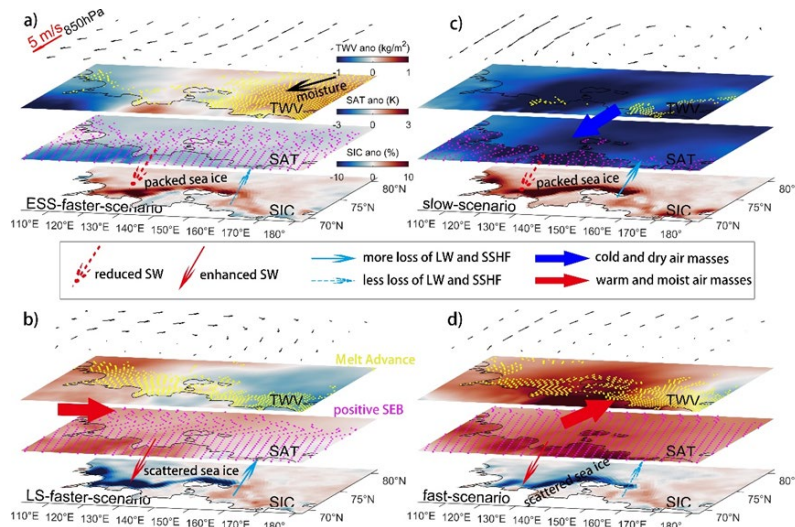 a)
5 m/s 850hPa
TWV ano (kg/m²)
-1 0 1
moisture
TWV
SAT ano (K)
-3 0 3
SAT
SIC ano (%)
-10 0 10
packed sea ice
80°N
75°N
ESS-faster-scenario
SIC
110°E 120°E 130°E 140°E 150°E 160°E 170°E 180°
c)
TWV
SAT
packed sea ice
80°N
75°N
slow-scenario
SIC
110°E 120°E 130°E 140°E 150°E 160°E 170°E 180°
reduced SW
enhanced SW
more loss of LW and SSHF
less loss of LW and SSHF
cold and dry air masses
warm and moist air masses
b)
Melt Advance
TWV
positive SEB
SAT
scattered sea ice
80°N
75°N
LS-faster-scenario
SIC
110°E 120°E 130°E 140°E 150°E 160°E 170°E 180°
d)
TWV
SAT
scattered sea ice
80°N
75°N
fast-scenario
SIC
110°E 120°E 130°E 140°E 150°E 160°E 170°E 180°